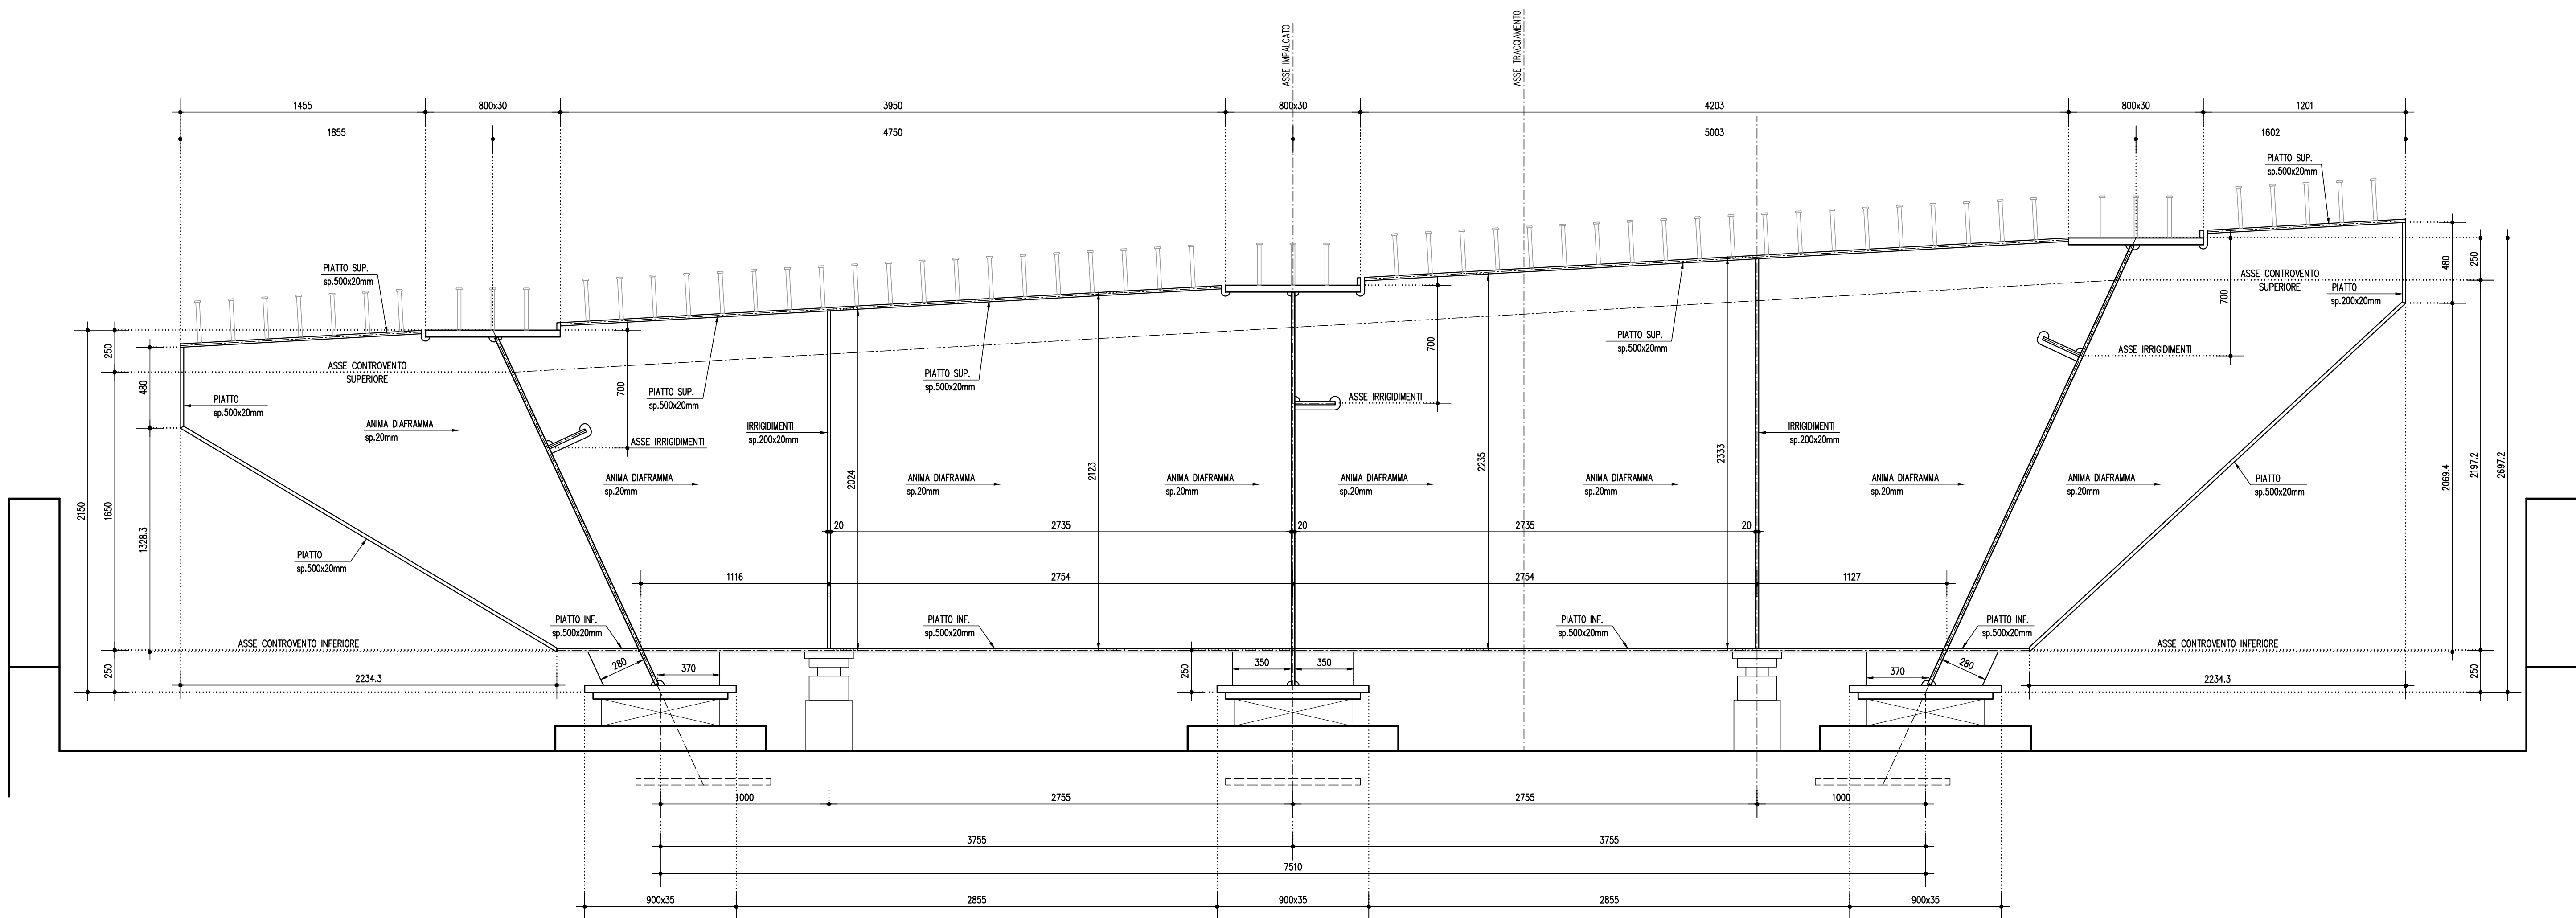 ASSE IMPALCATO
ASSE TRACCIAMENTO
1455
800x30
3950
800x30
4203
800x30
1201
1855
4750
5003
1602
PIATTO SUP.
sp.500x20mm
PIATTO SUP.
sp.500x20mm
PIATTO SUP.
sp.500x20mm
PIATTO SUP.
sp.500x20mm
PIATTO SUP.
sp.500x20mm
ASSE CONTROVENTO
SUPERIORE
ASSE CONTROVENTO
SUPERIORE
PIATTO
sp.200x20mm
480
250
700
2069.4
2197.2
2697.2
250
480
2150
250
1650
1328.3
250
PIATTO
sp.500x20mm
ANIMA DIAFRAMMA
sp.20mm
700
ASSE IRRIGIDIMENTI
IRRIGIDIMENTI
sp.200x20mm
700
ASSE IRRIGIDIMENTI
IRRIGIDIMENTI
sp.200x20mm
ASSE IRRIGIDIMENTI
ANIMA DIAFRAMMA
sp.20mm
2024
ANIMA DIAFRAMMA
sp.20mm
2123
ANIMA DIAFRAMMA
sp.20mm
ANIMA DIAFRAMMA
sp.20mm
2235
ANIMA DIAFRAMMA
sp.20mm
2333
ANIMA DIAFRAMMA
sp.20mm
ANIMA DIAFRAMMA
sp.20mm
PIATTO
sp.500x20mm
PIATTO
sp.500x20mm
20
2735
20
2735
20
1116
2754
2754
1127
ASSE CONTROVENTO INFERIORE
PIATTO INF.
sp.500x20mm
PIATTO INF.
sp.500x20mm
PIATTO INF.
sp.500x20mm
PIATTO INF.
sp.500x20mm
ASSE CONTROVENTO INFERIORE
2234.3
280
370
250
350
350
370
280
2234.3
1000
2755
2755
1000
3755
3755
7510
900x35
2855
900x35
2855
900x35